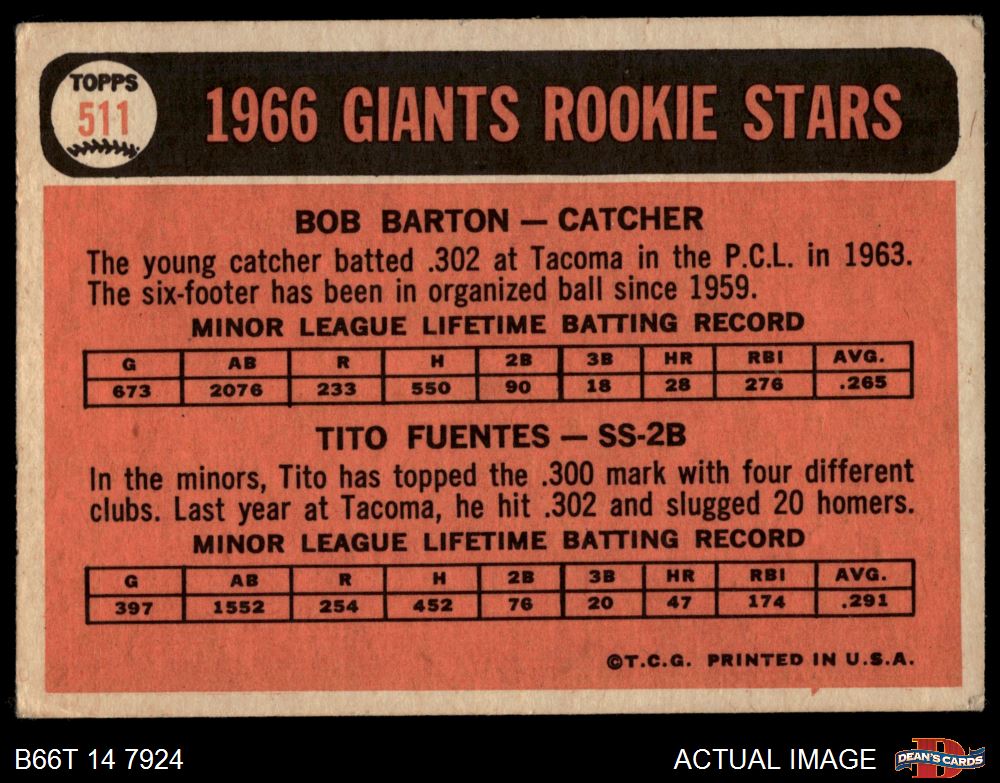 TOPPS
511
1966 GIANTS ROOKIE STARS
BOB BARTON — CATCHER
The young catcher batted .302 at Tacoma in the P.C.L. in 1963.
The six-footer has been in organized ball since 1959.
MINOR LEAGUE LIFETIME BATTING RECORD
G AB R H 2B 3B HR RBI AVG.
673 2076 233 550 90 18 28 276 .265
TITO FUENTES — SS-2B
In the minors, Tito has topped the .300 mark with four different
clubs. Last year at Tacoma, he hit .302 and slugged 20 homers.
MINOR LEAGUE LIFETIME BATTING RECORD
G AB R H 2B 3B HR RBI AVG.
397 1552 254 452 76 20 47 174 .291
©T.C.G. PRINTED IN U.S.A.
B66T 14 7924
ACTUAL IMAGE
D
DEAN'S CARDS